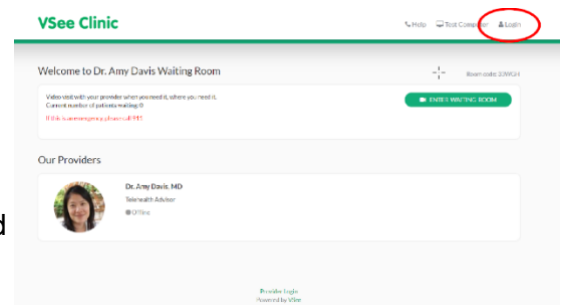 VSee Clinic
Help Test Computer Login
Welcome to Dr. Amy Davis Waiting Room
Room code:
Video visit with your provider when you need it, where you need it.
Current number of patients waiting: 0
If this is an emergency, please call 911
ENTER WAITING ROOM
Our Providers
Dr. Amy Davis, MD
Telehealth Advisor
Offline
d
Provider Login
Powered by VSee